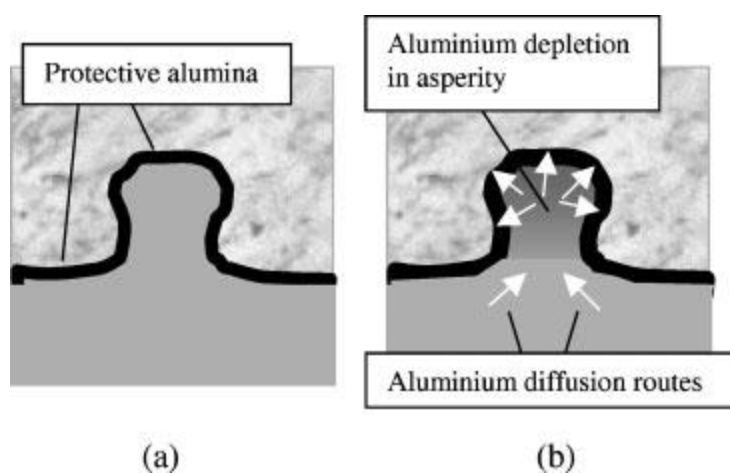 Protective alumina
Aluminium depletion
in asperity
Aluminium diffusion routes
(a)
(b)